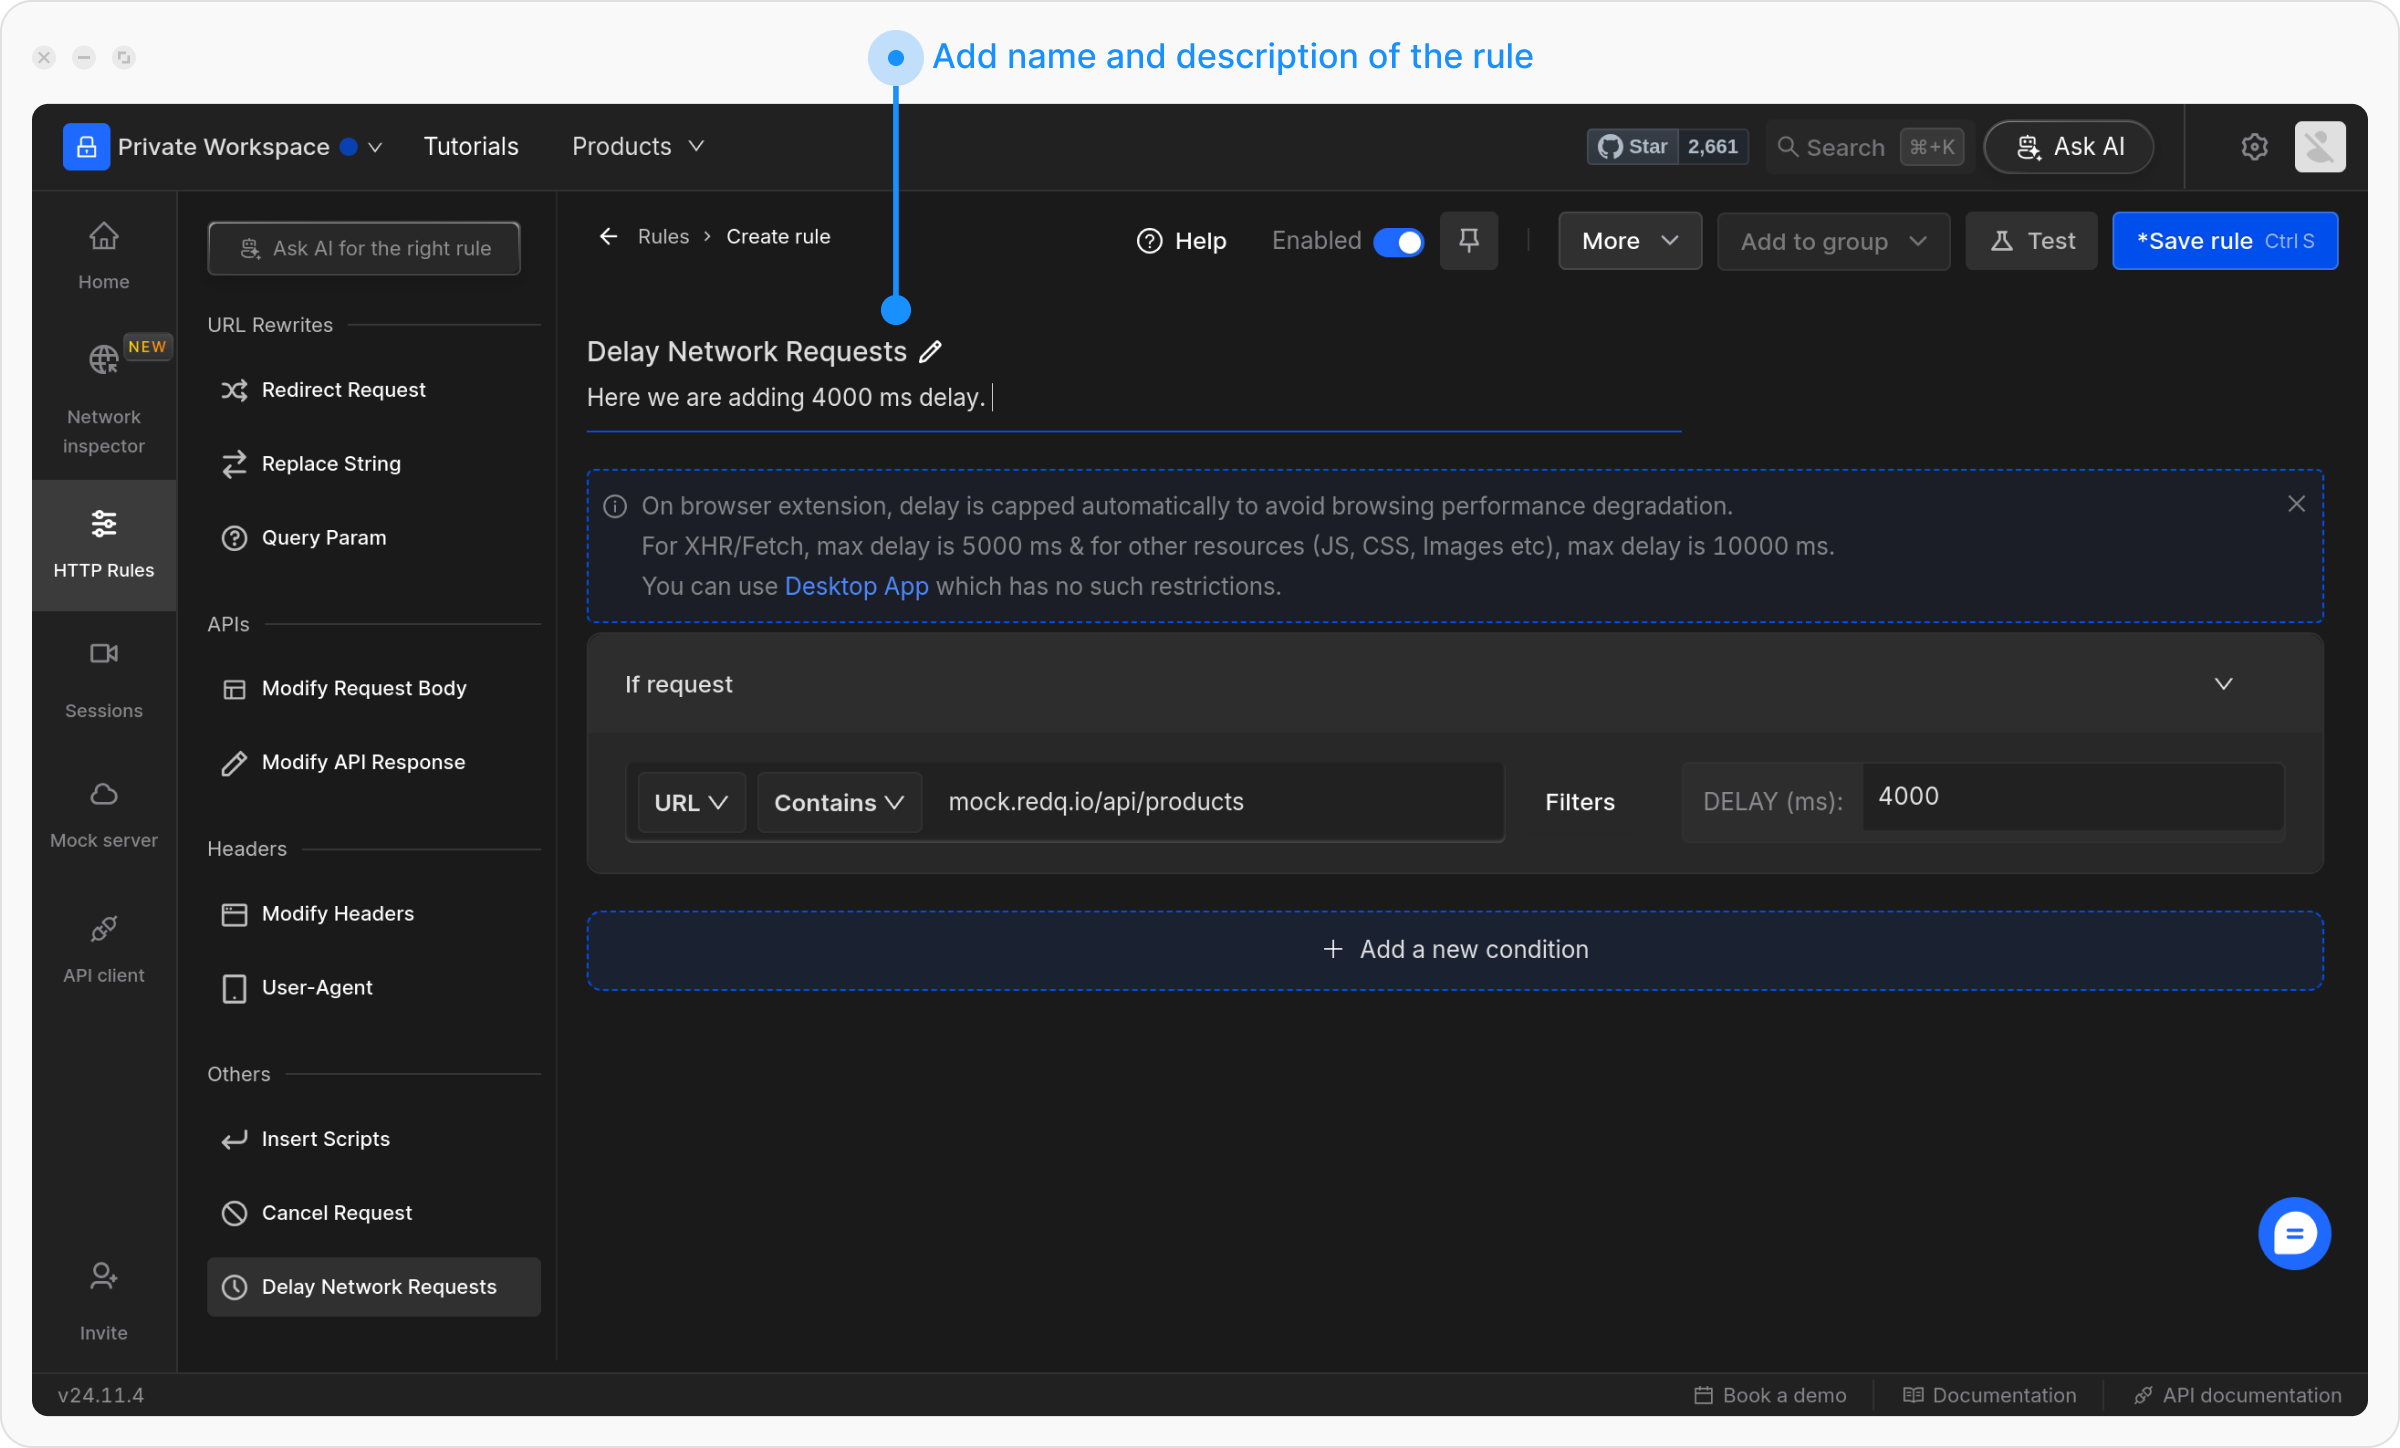 Add name and description of the rule
Private Workspace
Tutorials
Products
Star 2,661
Search ⌘+K
Ask AI
Home
NEW
Network
inspector
HTTP Rules
Sessions
Mock server
API client
Invite
Ask AI for the right rule
URL Rewrites
Redirect Request
Replace String
Query Param
APIs
Modify Request Body
Modify API Response
Headers
Modify Headers
User-Agent
Others
Insert Scripts
Cancel Request
Delay Network Requests
Rules > Create rule
Help
Enabled
More
Add to group
Test
*Save rule Ctrl S
Delay Network Requests
Here we are adding 4000 ms delay.
On browser extension, delay is capped automatically to avoid browsing performance degradation.
For XHR/Fetch, max delay is 5000 ms & for other resources (JS, CSS, Images etc), max delay is 10000 ms.
You can use Desktop App which has no such restrictions.
If request
URL
Contains
mock.redq.io/api/products
Filters
DELAY (ms):
4000
+ Add a new condition
v24.11.4
Book a demo
Documentation
API documentation